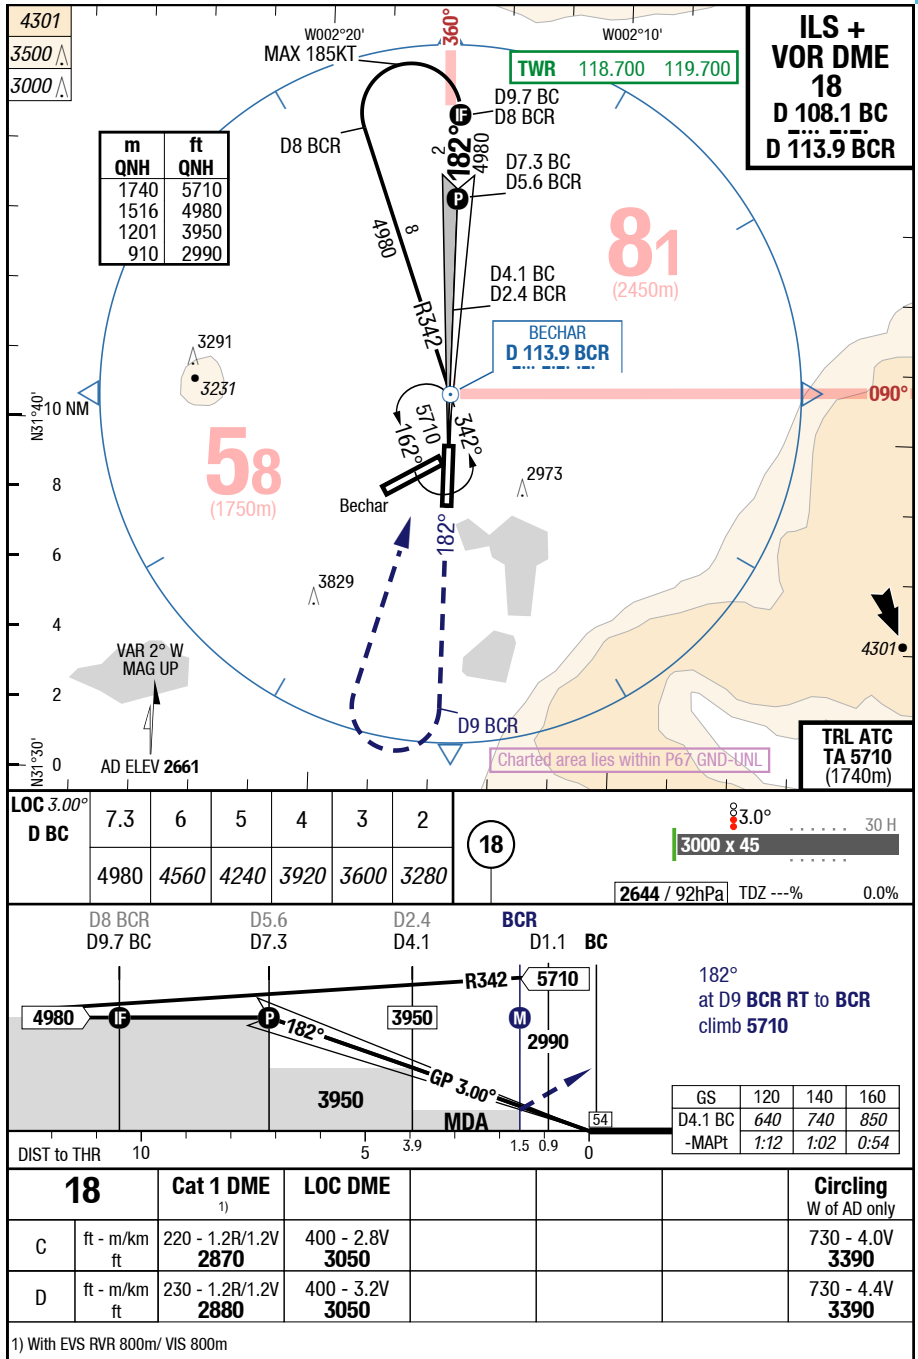 4301
3500
3000
W002°20'
W002°10'
360°
MAX 185KT
TWR 118.700 119.700
ILS +
VOR DME
18
D 108.1 BC
D 113.9 BCR
m ft
QNH QNH
1740 5710
1516 4980
1201 3950
910 2990
D8 BCR
D9.7 BC
D8 BCR
IF
182°
2
4980
D7.3 BC
D5.6 BCR
P
8
4980
R342
81
(2450m)
D4.1 BC
D2.4 BCR
BECHAR
D 113.9 BCR
3291
3231
090°
N31°40'
10 NM
5710
162°
342°
58
(1750m)
8
2973
Bechar
182°
6
3829
4
VAR 2° W
MAG UP
4301
2
D9 BCR
TRL ATC
TA 5710
(1740m)
Charted area lies within P67 GND-UNL
N31°30'
0
AD ELEV 2661
LOC 3.00°
D BC
7.3 6 5 4 3 2
4980 4560 4240 3920 3600 3280
18
3.0°
30 H
3000 x 45
2644 / 92hPa TDZ ---% 0.0%
D8 BCR D5.6 D2.4 BCR
D9.7 BC D7.3 D4.1 D1.1 BC
R342 5710
4980 IF P 182° 3950 M
2990
GP 3.00°
3950
MDA
54
182°
at D9 BCR RT to BCR
climb 5710
GS 120 140 160
D4.1 BC 640 740 850
-MAPt 1:12 1:02 0:54
DIST to THR 10 5 3.9 1.5 0.9 0
18 Cat 1 DME LOC DME Circling
1) W of AD only
C ft - m/km 220 - 1.2R/1.2V 400 - 2.8V 730 - 4.0V
ft 2870 3050 3390
D ft - m/km 230 - 1.2R/1.2V 400 - 3.2V 730 - 4.4V
ft 2880 3050 3390
1) With EVS RVR 800m/ VIS 800m